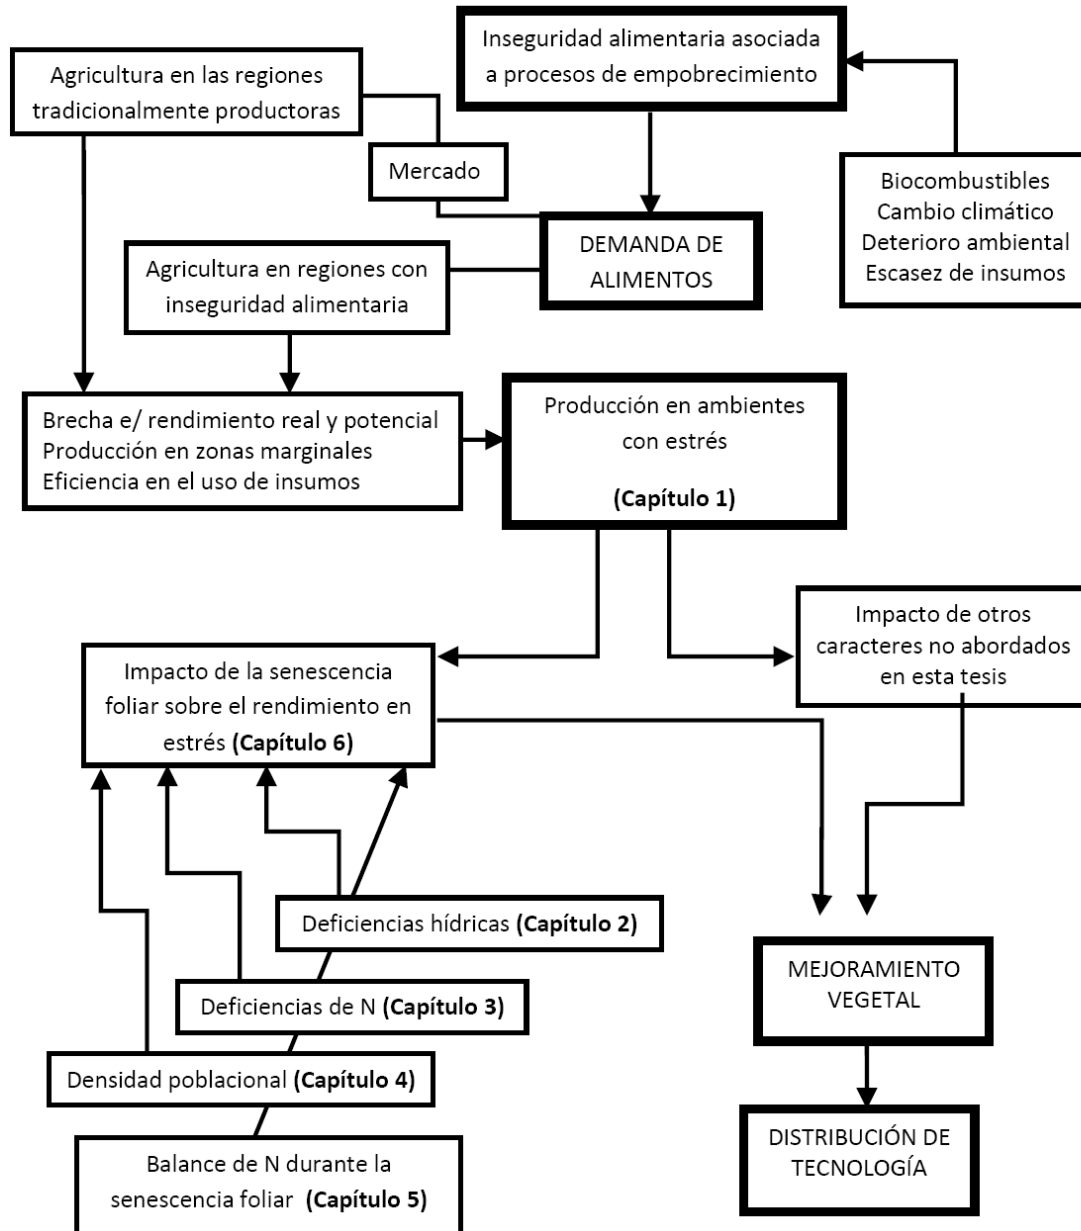 Inseguridad alimentaria asociada
a procesos de empobrecimiento
Agricultura en las regiones
tradicionalmente productoras
Mercado
Biocombustibles
Cambio climático
Deterioro ambiental
Escasez de insumos
DEMANDA DE
ALIMENTOS
Agricultura en regiones con
inseguridad alimentaria
Brecha e/ rendimiento real y potencial
Producción en zonas marginales
Eficiencia en el uso de insumos
Producción en ambientes
con estrés
(Capítulo 1)
Impacto de otros
caracteres no abordados
en esta tesis
Impacto de la senescencia
foliar sobre el rendimiento en
estrés (Capítulo 6)
Deficiencias hídricas (Capítulo 2)
Deficiencias de N (Capítulo 3)
Densidad poblacional (Capítulo 4)
Balance de N durante la
senescencia foliar (Capítulo 5)
MEJORAMIENTO
VEGETAL
DISTRIBUCIÓN DE
TECNOLOGÍA